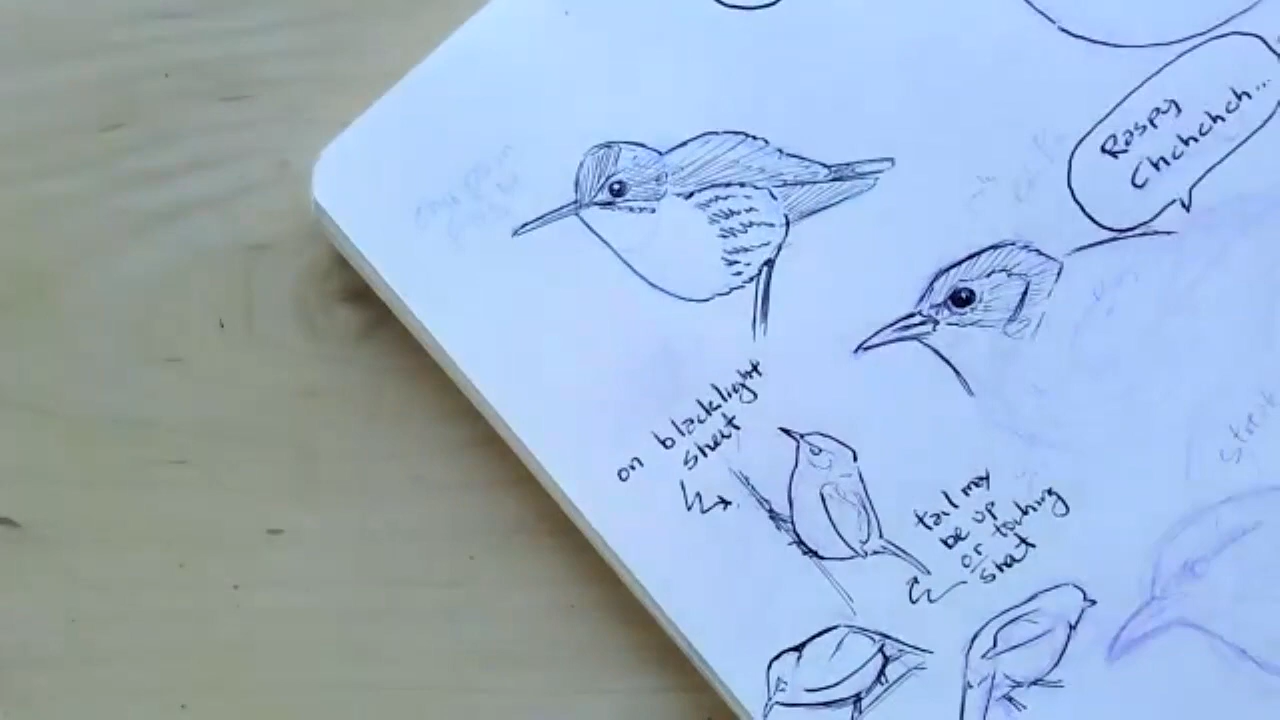 Raspy
Chchchch...
on blacklight
sheet
tail may
be up
or touching
sheet